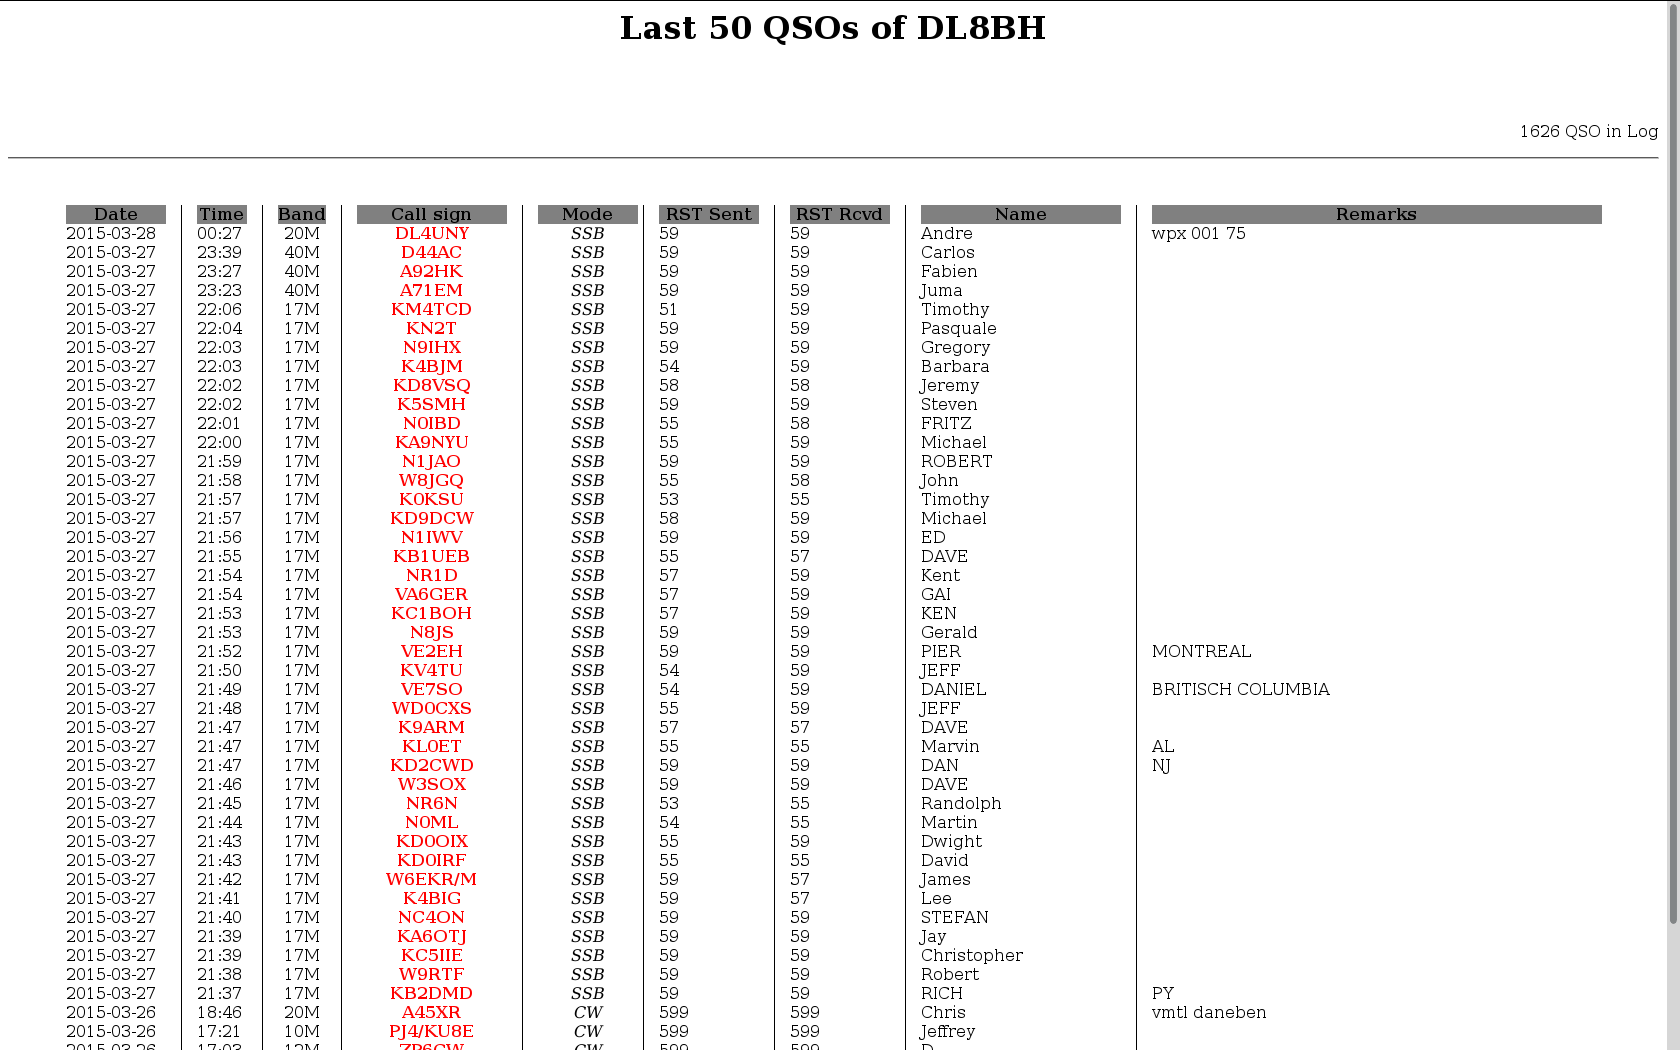 Last 50 QSOs of DL8BH
1626 QSO in Log
Date Time Band Call sign Mode RST Sent RST Rcvd Name Remarks
2015-03-28 00:27 20M DL4UNY SSB 59 59 Andre wpx 001 75
2015-03-27 23:39 40M D44AC SSB 59 59 Carlos
2015-03-27 23:27 40M A92HK SSB 59 59 Fabien
2015-03-27 23:23 40M A71EM SSB 59 59 Juma
2015-03-27 22:06 17M KM4TCD SSB 51 59 Timothy
2015-03-27 22:04 17M KN2T SSB 59 59 Pasquale
2015-03-27 22:03 17M N9IHX SSB 59 59 Gregory
2015-03-27 22:03 17M K4BJM SSB 54 59 Barbara
2015-03-27 22:02 17M KD8VSQ SSB 58 58 Jeremy
2015-03-27 22:02 17M K5SMH SSB 59 59 Steven
2015-03-27 22:01 17M N0IBD SSB 55 58 FRITZ
2015-03-27 22:00 17M KA9NYU SSB 55 59 Michael
2015-03-27 21:59 17M N1JAO SSB 59 59 ROBERT
2015-03-27 21:58 17M W8JGQ SSB 55 58 John
2015-03-27 21:57 17M K0KSU SSB 53 55 Timothy
2015-03-27 21:57 17M KD9DCW SSB 58 59 Michael
2015-03-27 21:56 17M N1IWV SSB 59 59 ED
2015-03-27 21:55 17M KB1UEB SSB 55 57 DAVE
2015-03-27 21:54 17M NR1D SSB 57 59 Kent
2015-03-27 21:54 17M VA6GER SSB 57 59 GAI
2015-03-27 21:53 17M KC1BOH SSB 57 59 KEN
2015-03-27 21:53 17M N8JS SSB 59 59 Gerald
2015-03-27 21:52 17M VE2EH SSB 59 59 PIER MONTREAL
2015-03-27 21:50 17M KV4TU SSB 54 59 JEFF
2015-03-27 21:49 17M VE7SO SSB 54 59 DANIEL BRITISCH COLUMBIA
2015-03-27 21:48 17M WD0CXS SSB 55 59 JEFF
2015-03-27 21:47 17M K9ARM SSB 57 57 DAVE
2015-03-27 21:47 17M KL0ET SSB 55 55 Marvin AL
2015-03-27 21:47 17M KD2CWD SSB 59 59 DAN NJ
2015-03-27 21:46 17M W3SOX SSB 59 59 DAVE
2015-03-27 21:45 17M NR6N SSB 53 55 Randolph
2015-03-27 21:44 17M N0ML SSB 54 55 Martin
2015-03-27 21:43 17M KD0OIX SSB 55 59 Dwight
2015-03-27 21:43 17M KD0IRF SSB 55 55 David
2015-03-27 21:42 17M W6EKR/M SSB 59 57 James
2015-03-27 21:41 17M K4BIG SSB 59 57 Lee
2015-03-27 21:40 17M NC4ON SSB 59 59 STEFAN
2015-03-27 21:39 17M KA6OTJ SSB 59 59 Jay
2015-03-27 21:39 17M KC5IIE SSB 59 59 Christopher
2015-03-27 21:38 17M W9RTF SSB 59 59 Robert
2015-03-27 21:37 17M KB2DMD SSB 59 59 RICH PY
2015-03-26 18:46 20M A45XR CW 599 599 Chris vmtl daneben
2015-03-26 17:21 10M PJ4/KU8E CW 599 599 Jeffrey